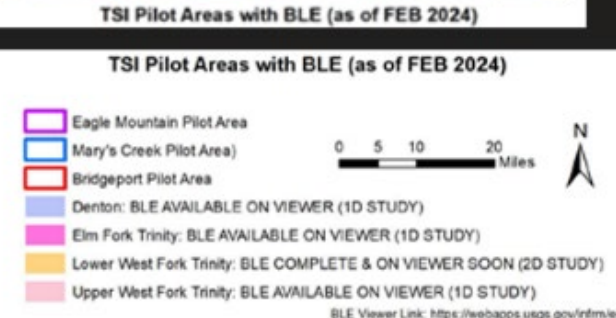 TSI Pilot Areas with BLE (as of FEB 2024)
TSI Pilot Areas with BLE (as of FEB 2024)
Eagle Mountain Pilot Area
Mary's Creek Pilot Area)
Bridgeport Pilot Area
0 5 10 20
Miles
N
Denton: BLE AVAILABLE ON VIEWER (1D STUDY)
Elm Fork Trinity: BLE AVAILABLE ON VIEWER (1D STUDY)
Lower West Fork Trinity: BLE COMPLETE & ON VIEWER SOON (2D STUDY)
Upper West Fork Trinity: BLE AVAILABLE ON VIEWER (1D STUDY)
BLE Viewer Link: https://webapps.usgs.gov/infrm/e